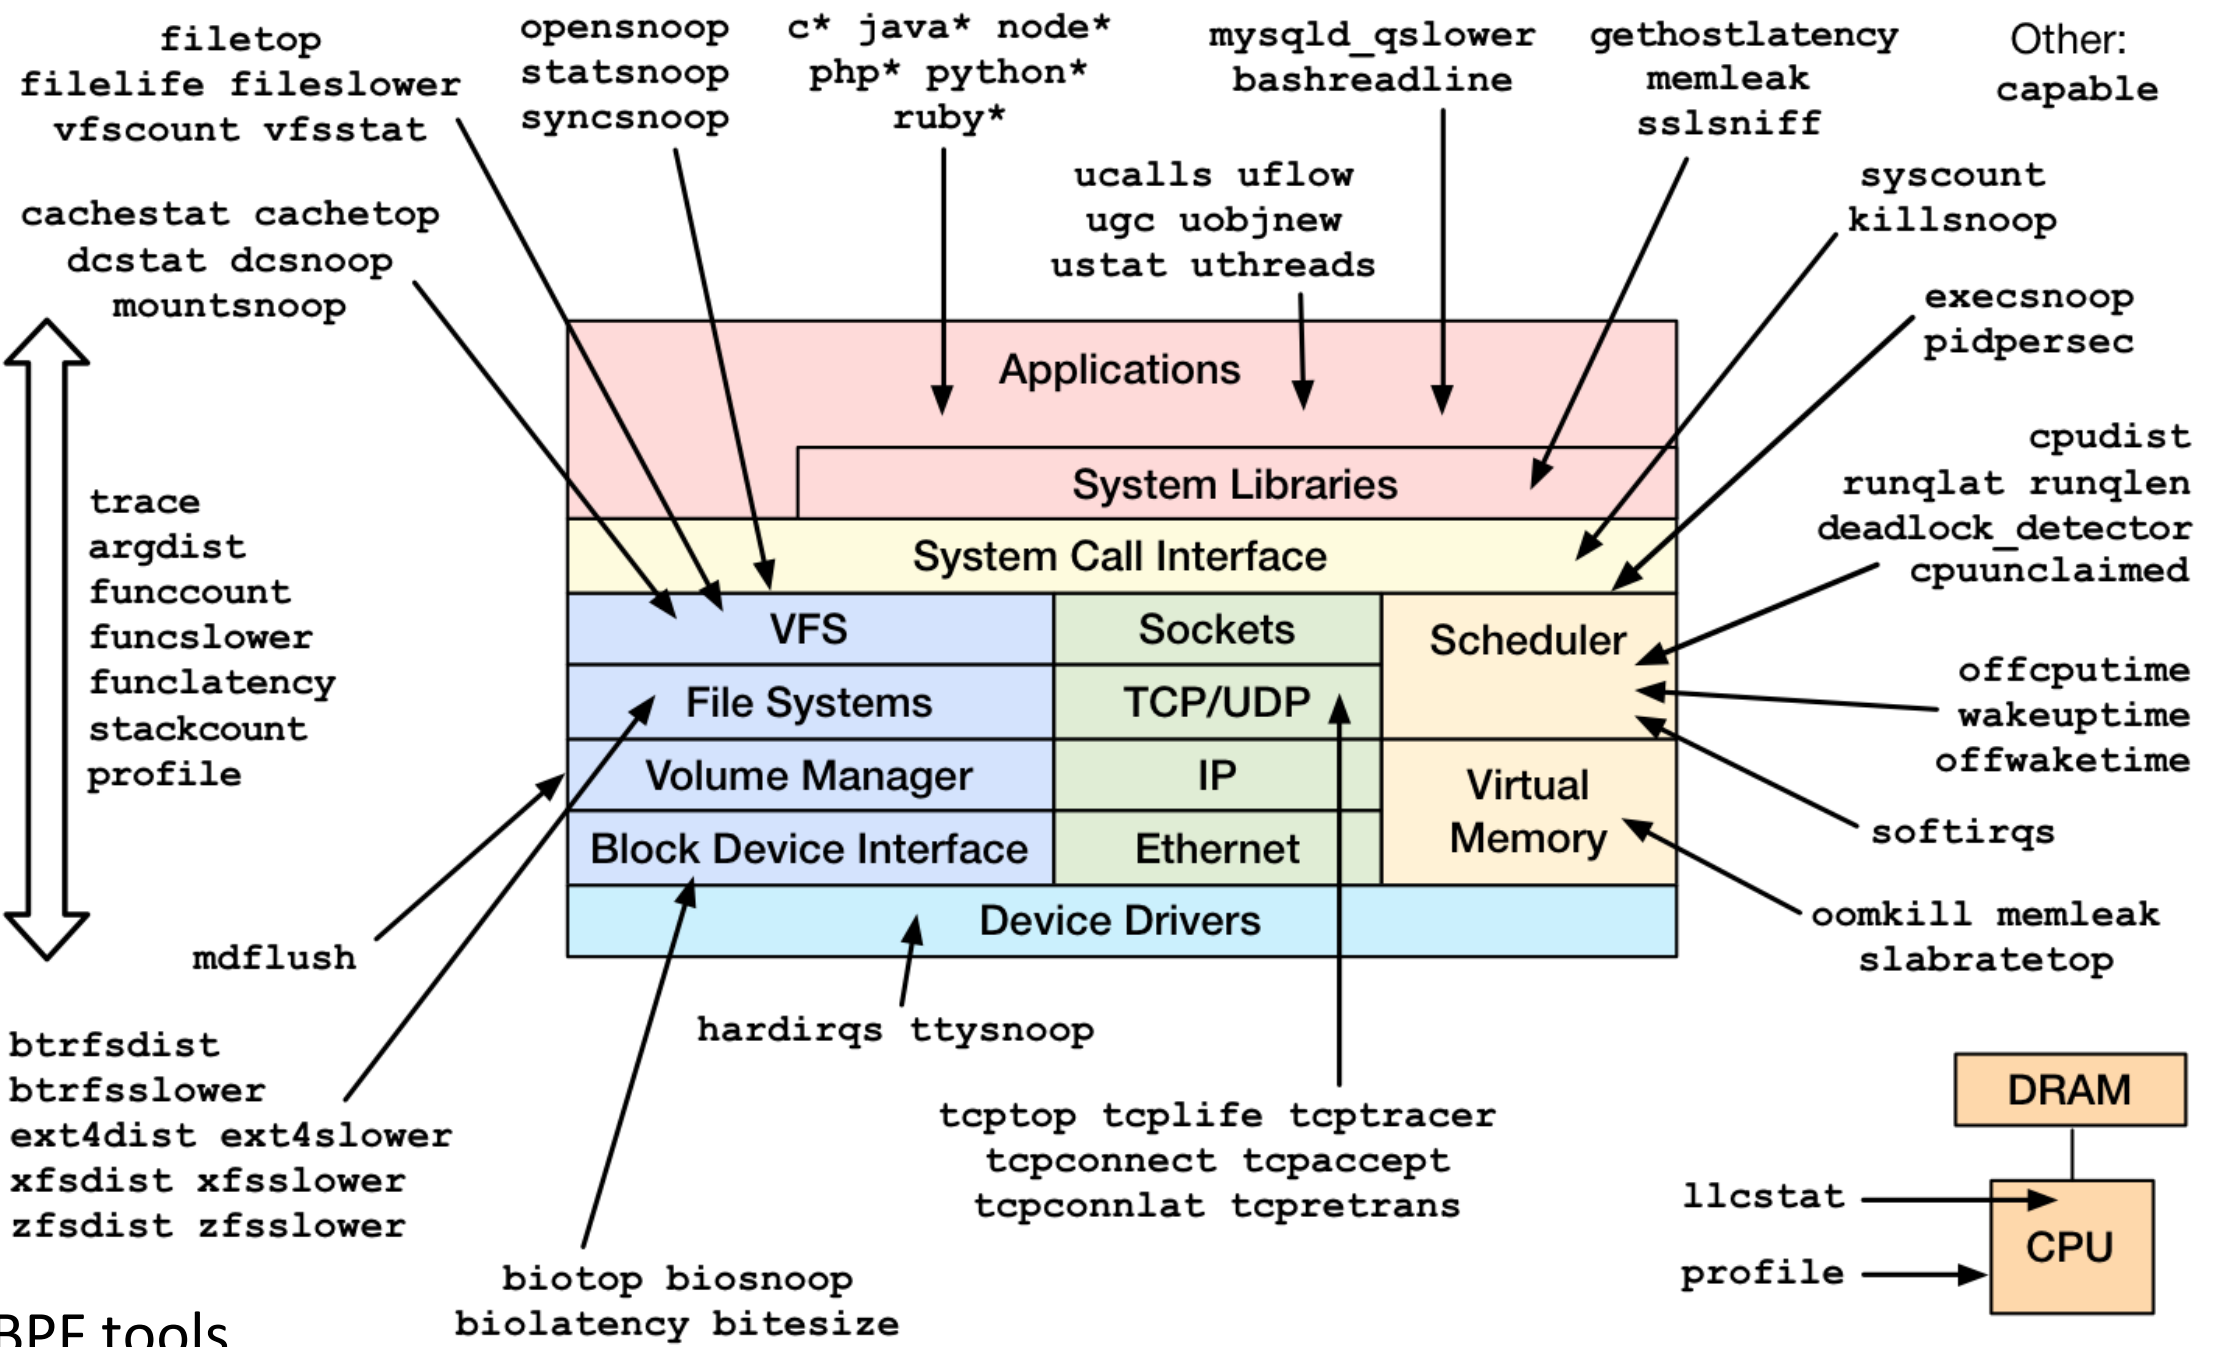 filetop
filelife fileslower
vfscount vfsstat
opensnoop
statsnoop
syncsnoop
c* java* node*
php* python*
ruby*
mysqld_qslower
bashreadline
gethostlatency
memleak
sslsniff
Other:
capable
ucalls uflow
ugc uobjnew
ustat uthreads
syscount
killsnoop
cachestat cachetop
dcstat dcsnoop
mountsnoop
execsnoop
pidpersec
trace
argdist
funccount
funcslower
funclatency
stackcount
profile
Applications
System Libraries
System Call Interface
VFS
Sockets
Scheduler
File Systems
TCP/UDP
Volume Manager
IP
Virtual
Memory
Block Device Interface
Ethernet
Device Drivers
cpudist
runqlat runqlen
deadlock_detector
cpuunclaimed
offcputime
wakeuptime
offwaketime
softirqs
oomkill memleak
slabratetop
mdflush
hardirqs ttysnoop
btrfsdist
btrfsslower
ext4dist ext4slower
xfsdist xfsslower
zfsdist zfsslower
tcptop tcplife tcptracer
tcpconnect tcpaccept
tcpconnlat tcpretrans
biotop biosnoop
biolatency bitesize
DRAM
llcstat
CPU
profile
BPF tools